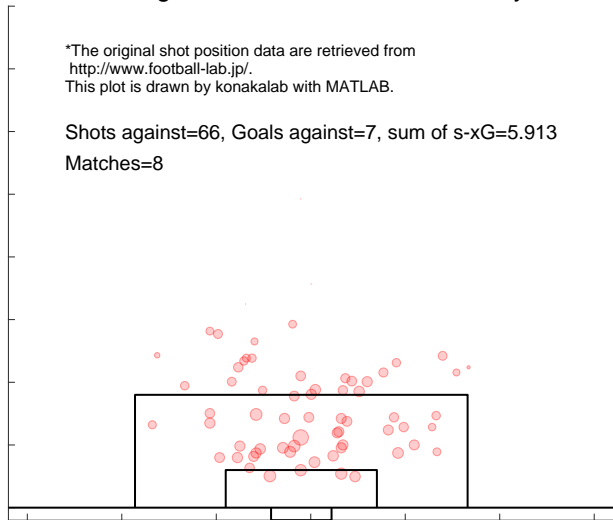 *The original shot position data are retrieved from
http://www.football-lab.jp/.
This plot is drawn by konakalab with MATLAB.
Shots against=66, Goals against=7, sum of s-xG=5.913
Matches=8